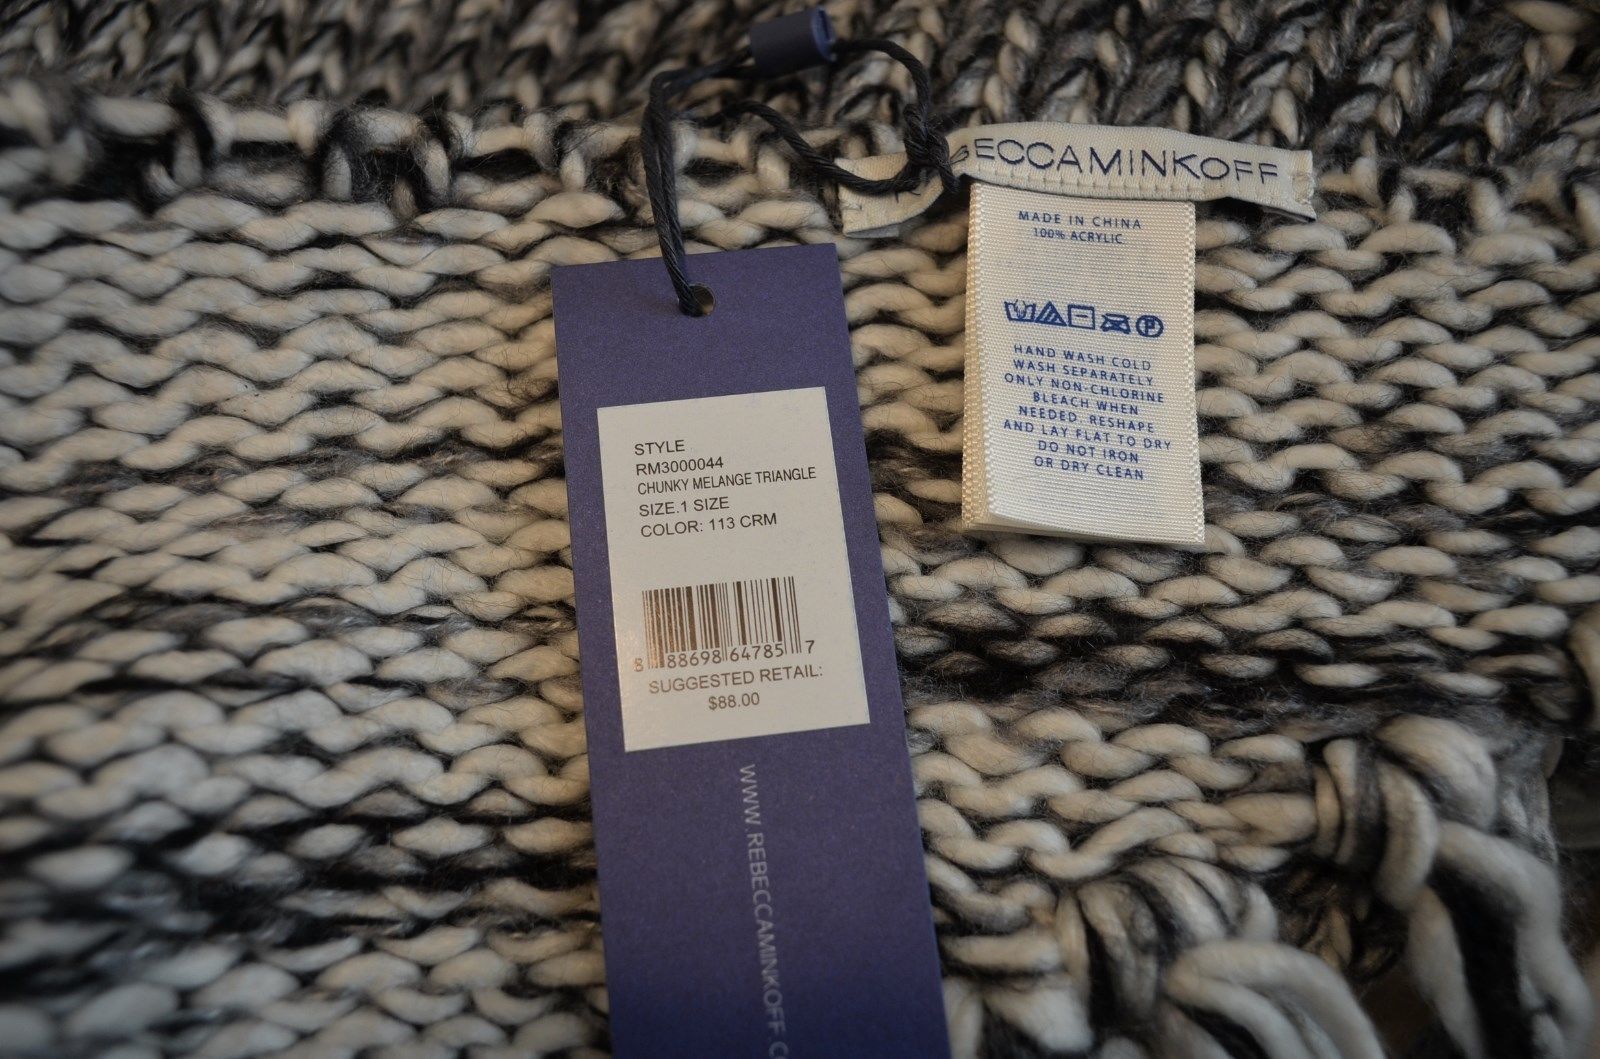 ECCAMINKOFF
MADE IN CHINA
100% ACRYLIC
P
HAND WASH COLD
WASH SEPARATELY
ONLY NON-CHLORINE
BLEACH WHEN
NEEDED. RESHAPE
AND LAY FLAT TO DRY
DO NOT IRON
OR DRY CLEAN
STYLE
RM3000044
CHUNKY MELANGE TRIANGLE
SIZE.1 SIZE
COLOR: 113 CRM
8 88698 64785 7
SUGGESTED RETAIL:
$88.00
WWW.REBECCAMINKOFF.C